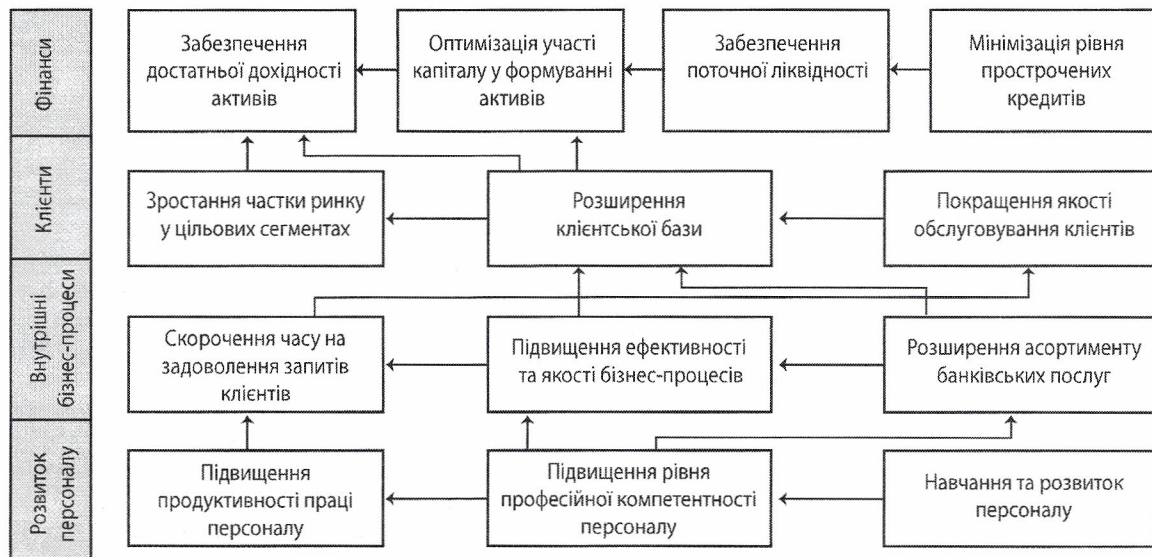 Фінанси
Забезпечення
достатньої дохідності
активів
Оптимізація участі
капіталу у формуванні
активів
Забезпечення
поточної ліквідності
Мінімізація рівня
прострочених
кредитів
Клієнти
Зростання частки ринку
у цільових сегментах
Розширення
клієнтської бази
Покращення якості
обслуговування клієнтів
Внутрішні
бізнес-процеси
Скорочення часу на
задоволення запитів
клієнтів
Підвищення ефективності
та якості бізнес-процесів
Розширення асортименту
банківських послуг
Розвиток
персоналу
Підвищення
продуктивності праці
персоналу
Підвищення рівня
професійної компетентності
персоналу
Навчання та розвиток
персоналу